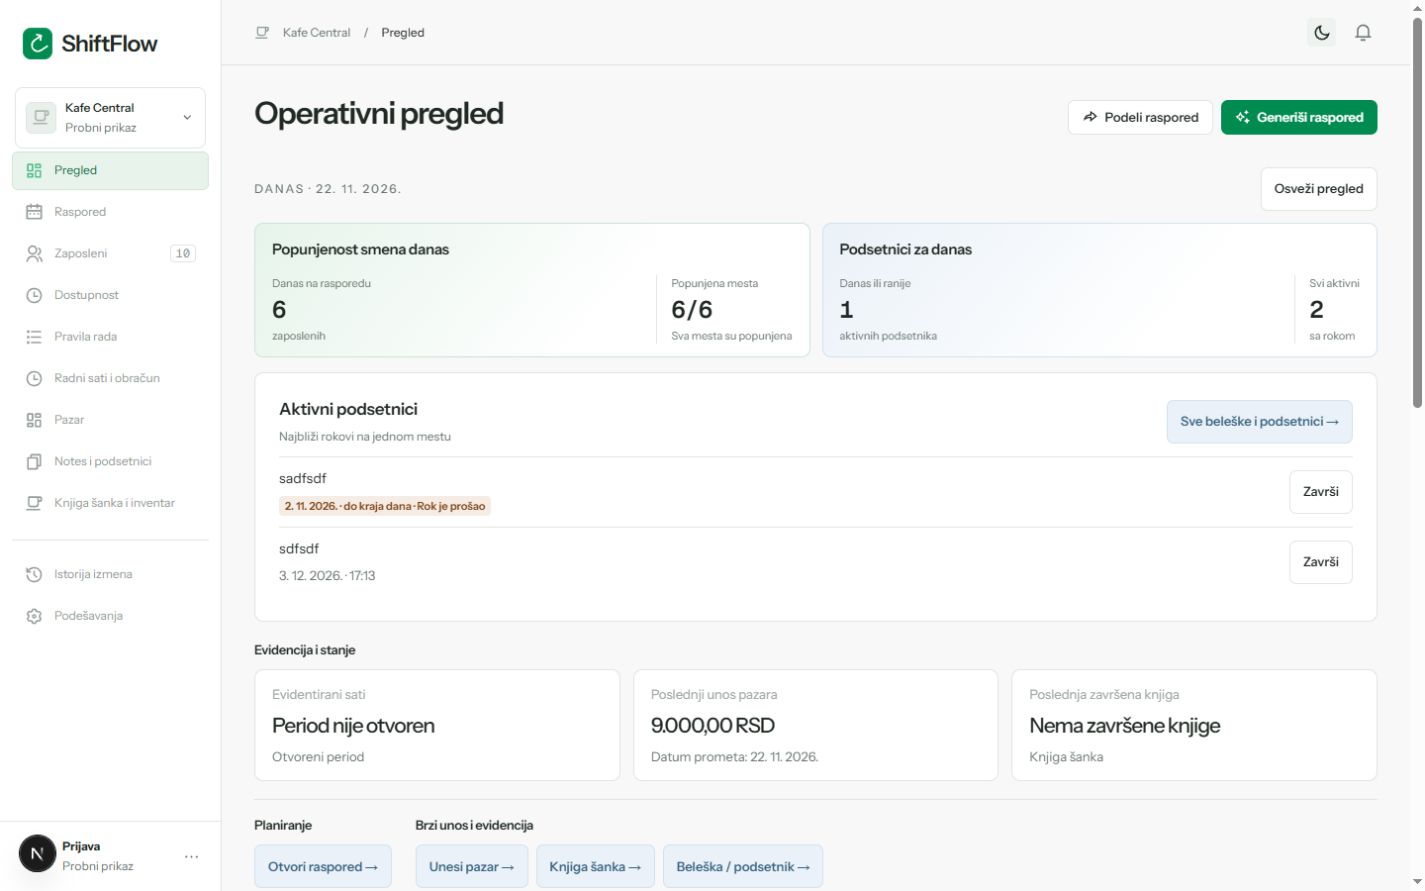 ShiftFlow
Kafe Central
Probni prikaz
Pregled
Raspored
Zaposleni 10
Dostupnost
Pravila rada
Radni sati i obračun
Pazar
Notes i podsetnici
Knjiga šanka i inventar
Istorija izmena
Podešavanja
N
Prijava
Probni prikaz
...
Kafe Central / Pregled
Operativni pregled
Podeli raspored
Generiši raspored
DANAS · 22. 11. 2026.
Osveži pregled
Popunjenost smena danas
Danas na rasporedu
6
zaposlenih
Popunjena mesta
6/6
Sva mesta su popunjena
Podsetnici za danas
Danas ili ranije
1
aktivnih podsetnika
Svi aktivni
2
sa rokom
Aktivni podsetnici
Najbliži rokovi na jednom mestu
Sve beleške i podsetnici →
sadfsdf
2. 11. 2026. · do kraja dana · Rok je prošao
Završi
sdfsdf
3. 12. 2026. · 17:13
Završi
Evidencija i stanje
Evidentirani sati
Period nije otvoren
Otvoreni period
Poslednji unos pazara
9.000,00 RSD
Datum prometa: 22. 11. 2026.
Poslednja završena knjiga
Nema završene knjige
Knjiga šanka
Planiranje
Otvori raspored →
Brzi unos i evidencija
Unesi pazar →
Knjiga šanka →
Beleška / podsetnik →